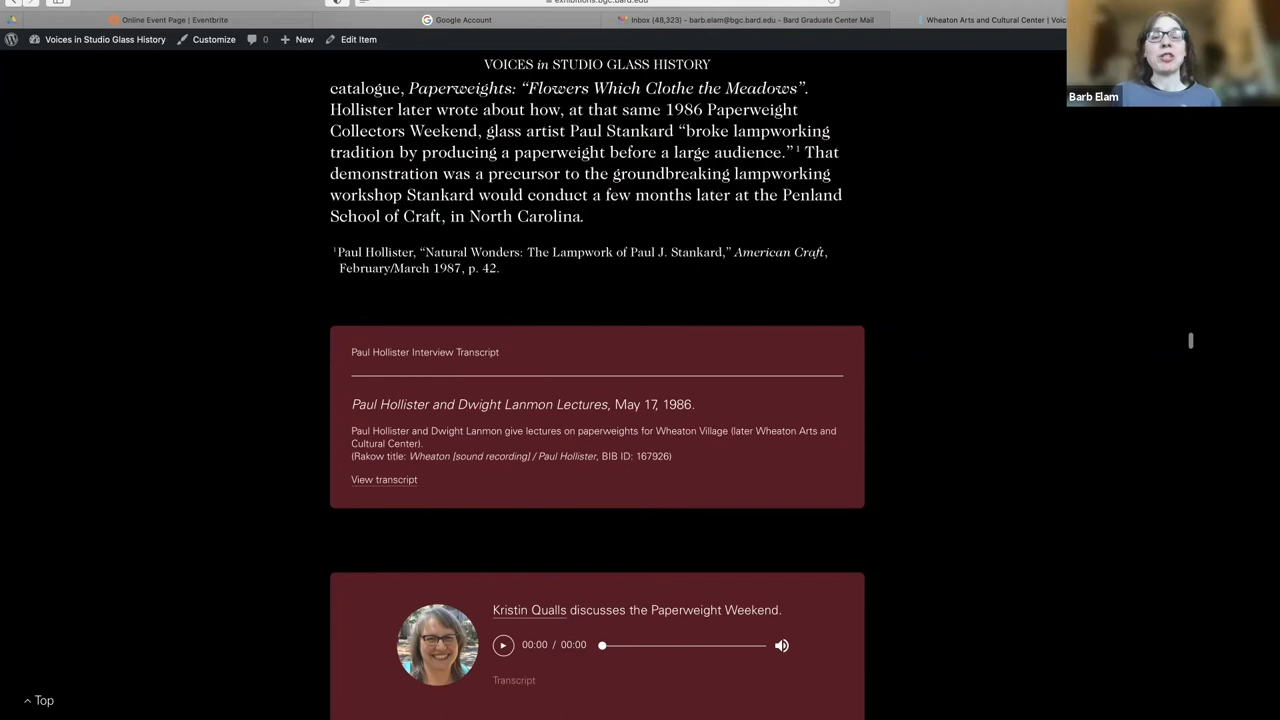 exhibitions.bgc.bard.edu
Online Event Page | Eventbrite
Google Account
Inbox (48,323) - barb.elam@bgc.bard.edu - Bard Graduate Center Mail
Wheaton Arts and Cultural Center | Voic
Voices in Studio Glass History
Customize
0
New
Edit Item
Barb Elam
VOICES in STUDIO GLASS HISTORY
catalogue, Paperweights: “Flowers Which Clothe the Meadows”.
Hollister later wrote about how, at that same 1986 Paperweight
Collectors Weekend, glass artist Paul Stankard “broke lampworking
tradition by producing a paperweight before a large audience.”1 That
demonstration was a precursor to the groundbreaking lampworking
workshop Stankard would conduct a few months later at the Penland
School of Craft, in North Carolina.
1Paul Hollister, “Natural Wonders: The Lampwork of Paul J. Stankard,” American Craft,
February/March 1987, p. 42.
Paul Hollister Interview Transcript
Paul Hollister and Dwight Lanmon Lectures, May 17, 1986.
Paul Hollister and Dwight Lanmon give lectures on paperweights for Wheaton Village (later Wheaton Arts and
Cultural Center).
(Rakow title: Wheaton [sound recording] / Paul Hollister, BIB ID: 167926)
View transcript
Kristin Qualls discusses the Paperweight Weekend.
00:00 / 00:00
Transcript
Top